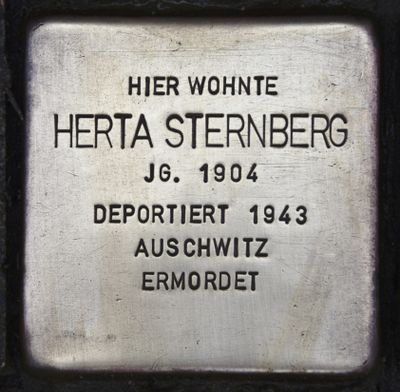 HIER WOHNTE
HERTA STERNBERG
JG. 1904
DEPORTIERT 1943
AUSCHWITZ
ERMORDET